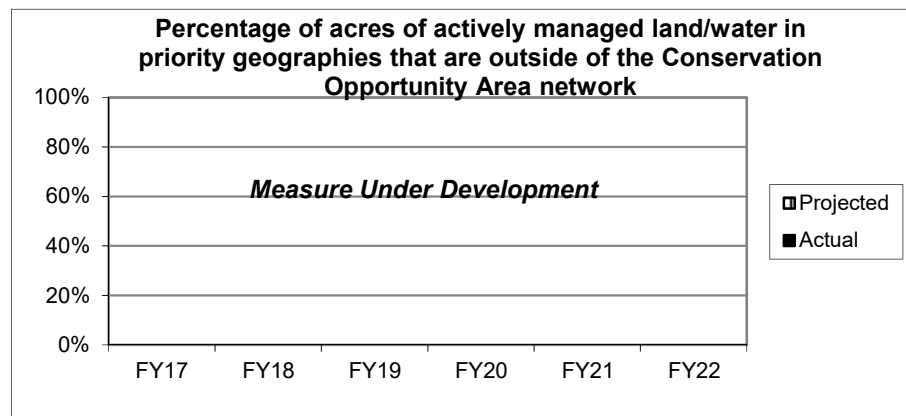 Percentage of acres of actively managed land/water in
priority geographies that are outside of the Conservation
Opportunity Area network
100%
80%
60%
40%
20%
0%
Measure Under Development
FY17 FY18 FY19 FY20 FY21 FY22
Projected
Actual